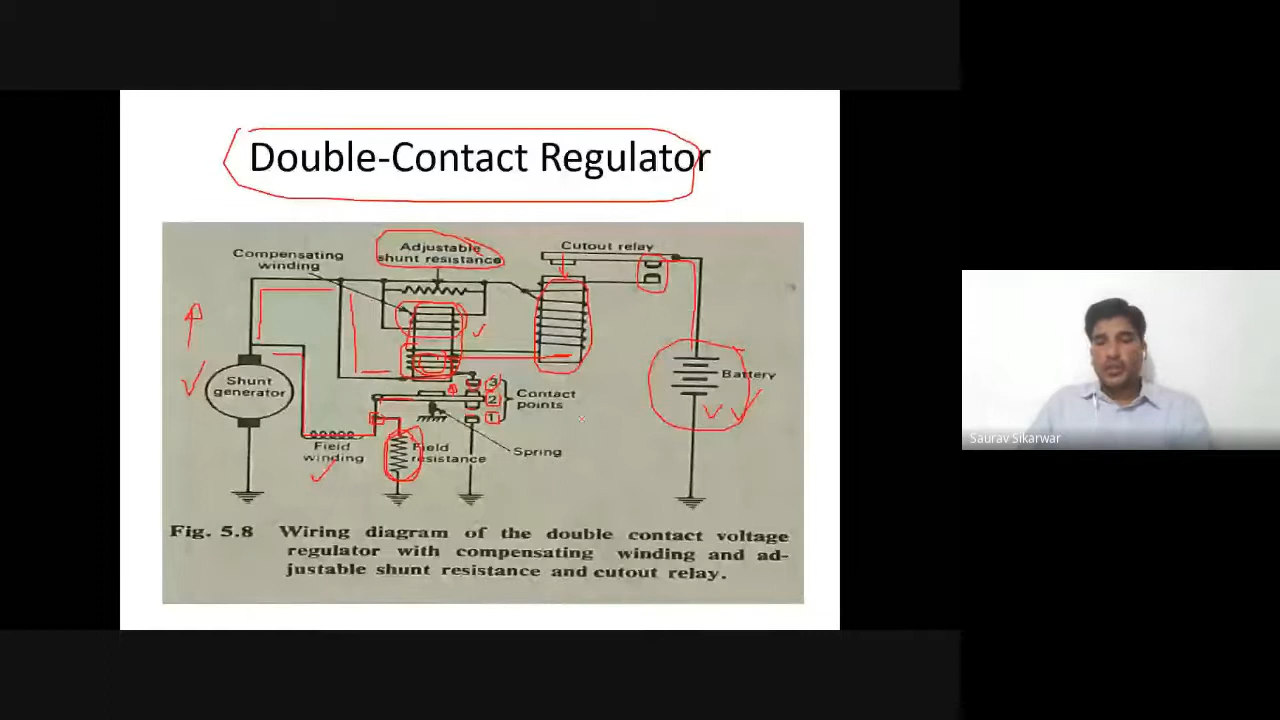 Double-Contact Regulator
Adjustable
shunt resistance
Cutout relay
Compensating
winding
Battery
Shunt
generator
3
2
1
Contact
points
Field
winding
Field
resistance
Spring
Fig. 5.8 Wiring diagram of the double contact voltage
regulator with compensating winding and ad-
justable shunt resistance and cutout relay.
Saurav Sikarwar